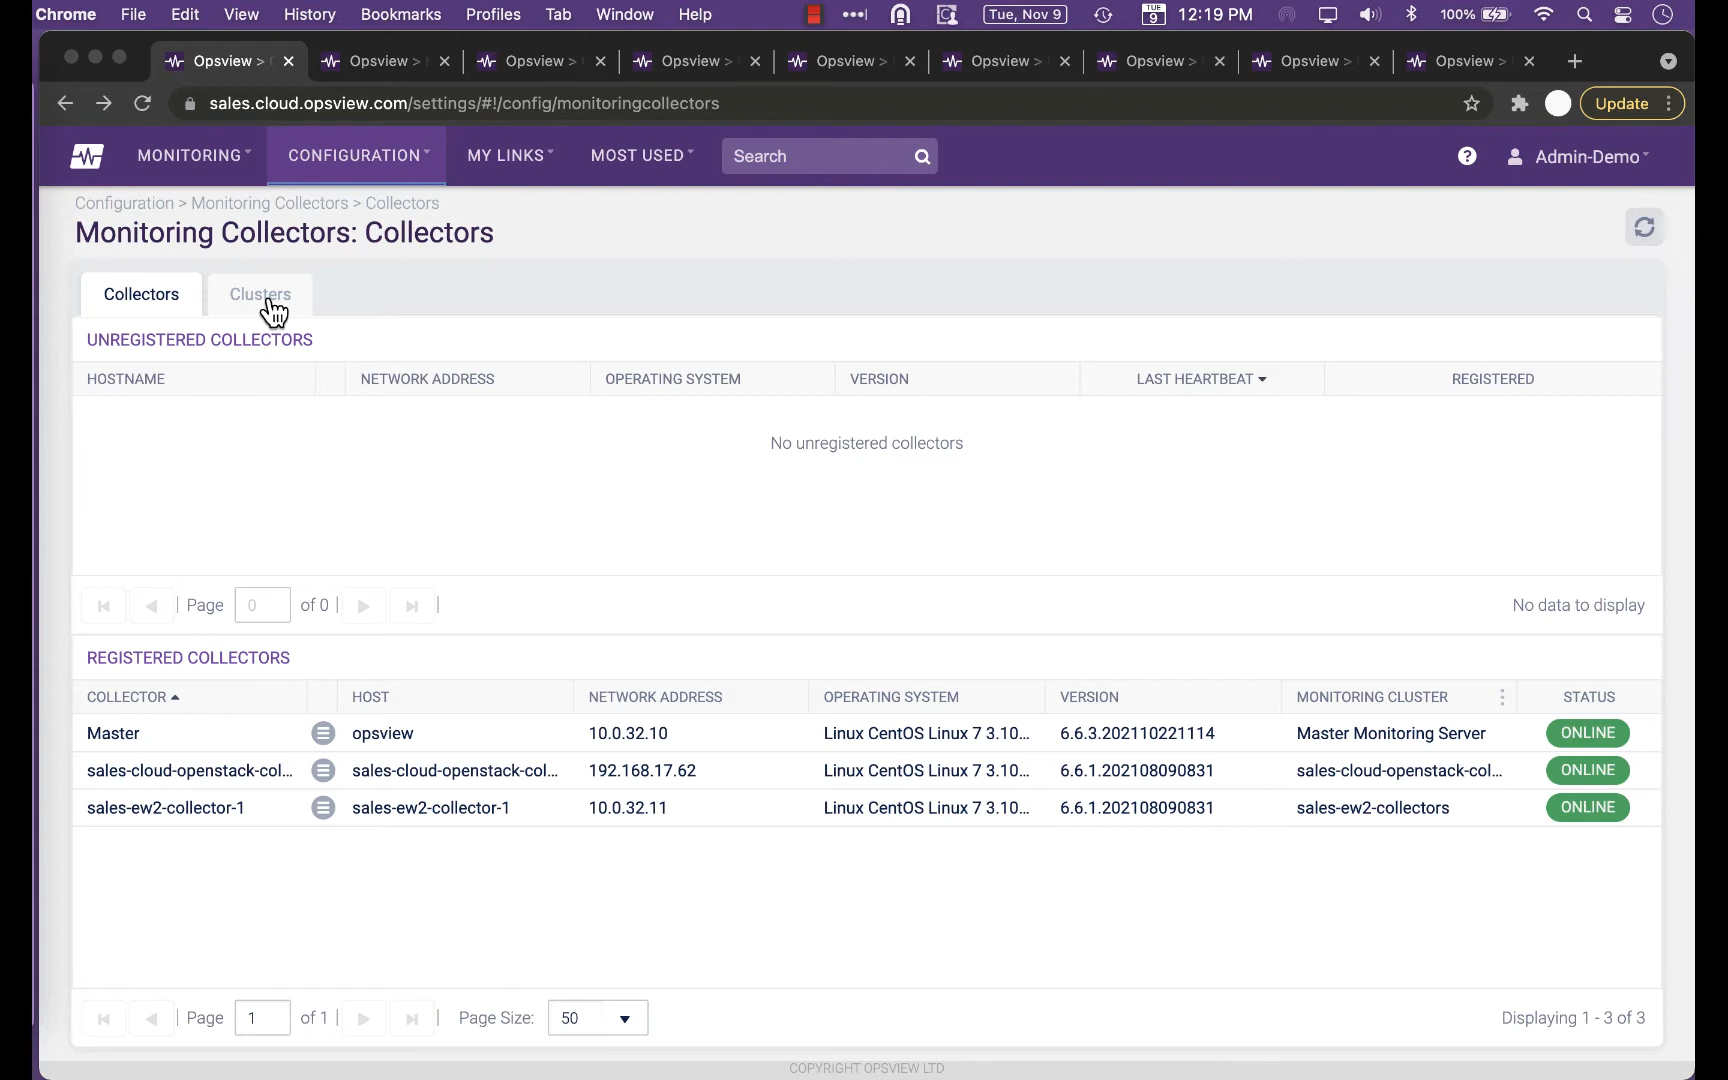 Chrome File Edit View History Bookmarks Profiles Tab Window Help Tue, Nov 9 TUE 9 12:19 PM 100%
Opsview > Opsview > Opsview > Opsview > Opsview > Opsview > Opsview > Opsview > Opsview >
sales.cloud.opsview.com/settings/#!/config/monitoringcollectors Update
MONITORING CONFIGURATION MY LINKS MOST USED Search ? Admin-Demo
Configuration > Monitoring Collectors > Collectors
Monitoring Collectors: Collectors
Collectors Clusters
UNREGISTERED COLLECTORS
HOSTNAME NETWORK ADDRESS OPERATING SYSTEM VERSION LAST HEARTBEAT REGISTERED
No unregistered collectors
Page 0 of 0 No data to display
REGISTERED COLLECTORS
COLLECTOR HOST NETWORK ADDRESS OPERATING SYSTEM VERSION MONITORING CLUSTER STATUS
Master opsview 10.0.32.10 Linux CentOS Linux 7 3.10... 6.6.3.202110221114 Master Monitoring Server ONLINE
sales-cloud-openstack-col... sales-cloud-openstack-col... 192.168.17.62 Linux CentOS Linux 7 3.10... 6.6.1.202108090831 sales-cloud-openstack-col... ONLINE
sales-ew2-collector-1 sales-ew2-collector-1 10.0.32.11 Linux CentOS Linux 7 3.10... 6.6.1.202108090831 sales-ew2-collectors ONLINE
Page 1 of 1 Page Size: 50 Displaying 1 - 3 of 3
COPYRIGHT OPSVIEW LTD